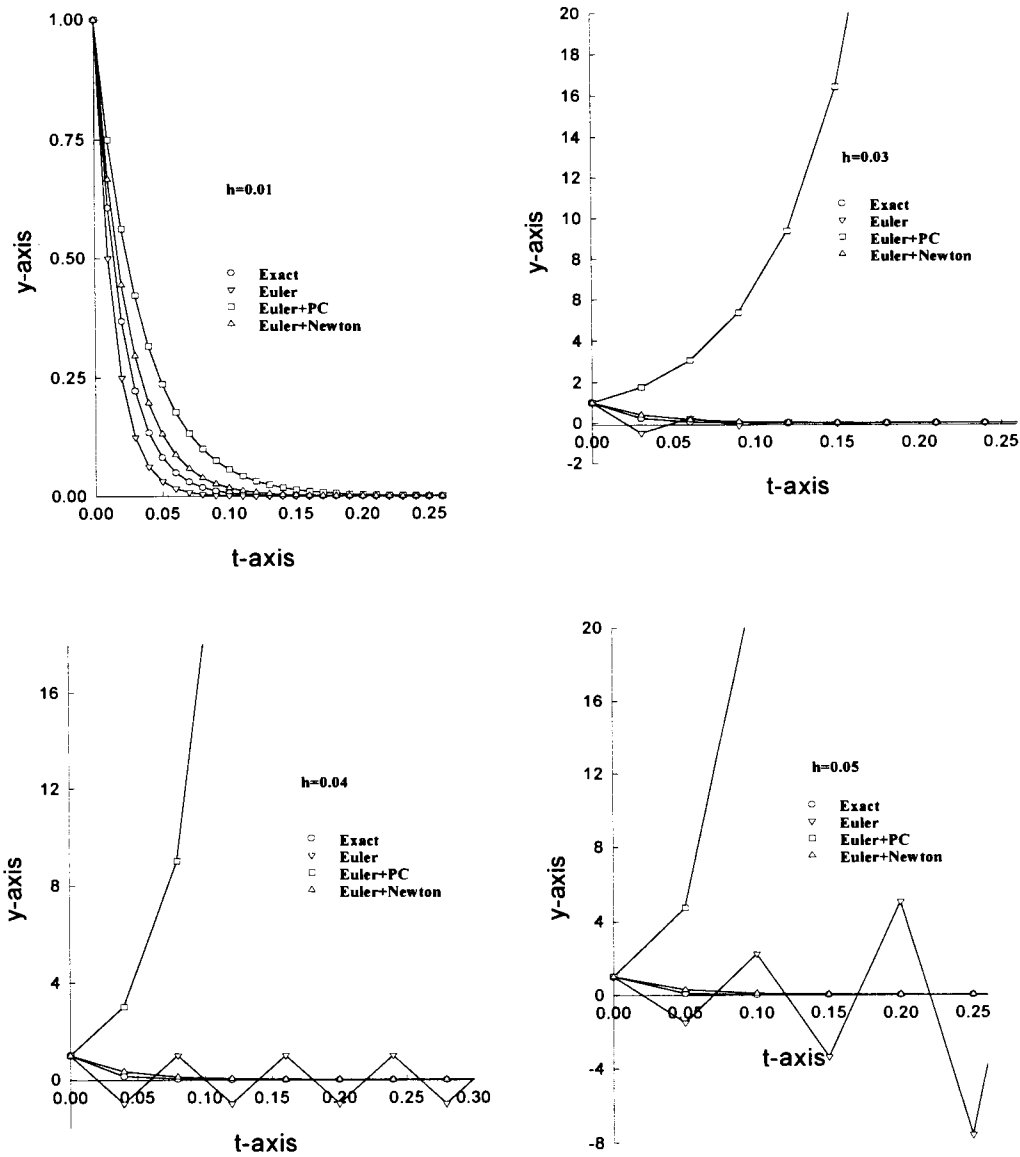 1.00
0.75
0.50
0.25
0.00
y-axis
h=0.01
Exact
Euler
Euler+PC
Euler+Newton
0.00 0.05 0.10 0.15 0.20 0.25
t-axis
20
18
16
14
12
10
8
6
4
2
0
-2
y-axis
h=0.03
Exact
Euler
Euler+PC
Euler+Newton
0.00 0.05 0.10 0.15 0.20 0.25
t-axis
16
12
8
4
0
y-axis
h=0.04
Exact
Euler
Euler+PC
Euler+Newton
0.00 0.05 0.10 0.15 0.20 0.25 0.30
t-axis
20
16
12
8
4
0
-4
-8
y-axis
h=0.05
Exact
Euler
Euler+PC
Euler+Newton
0.00 0.05 0.10 0.15 0.20 0.25
t-axis